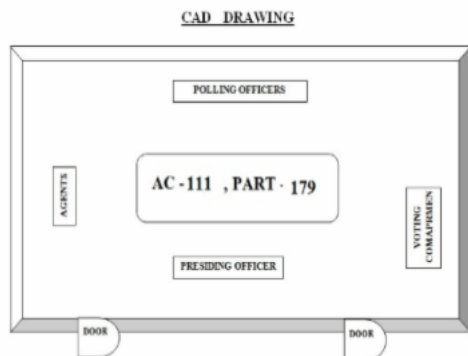 CAD DRAWING
POLLING OFFICERS
AGENTS
AC -111 , PART - 179
VOTING
COMAPRMEN
PRESIDING OFFICER
DOOR
DOOR